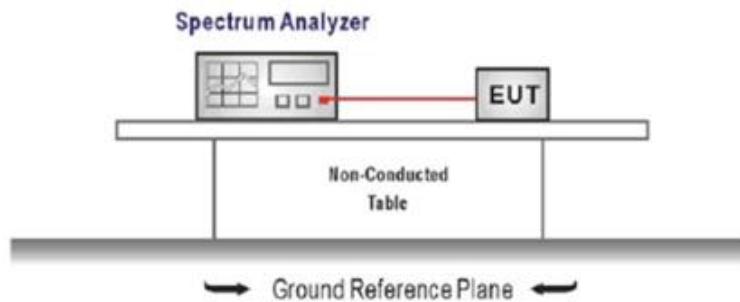 Spectrum Analyzer
EUT
Non-Conducted
Table
Ground Reference Plane